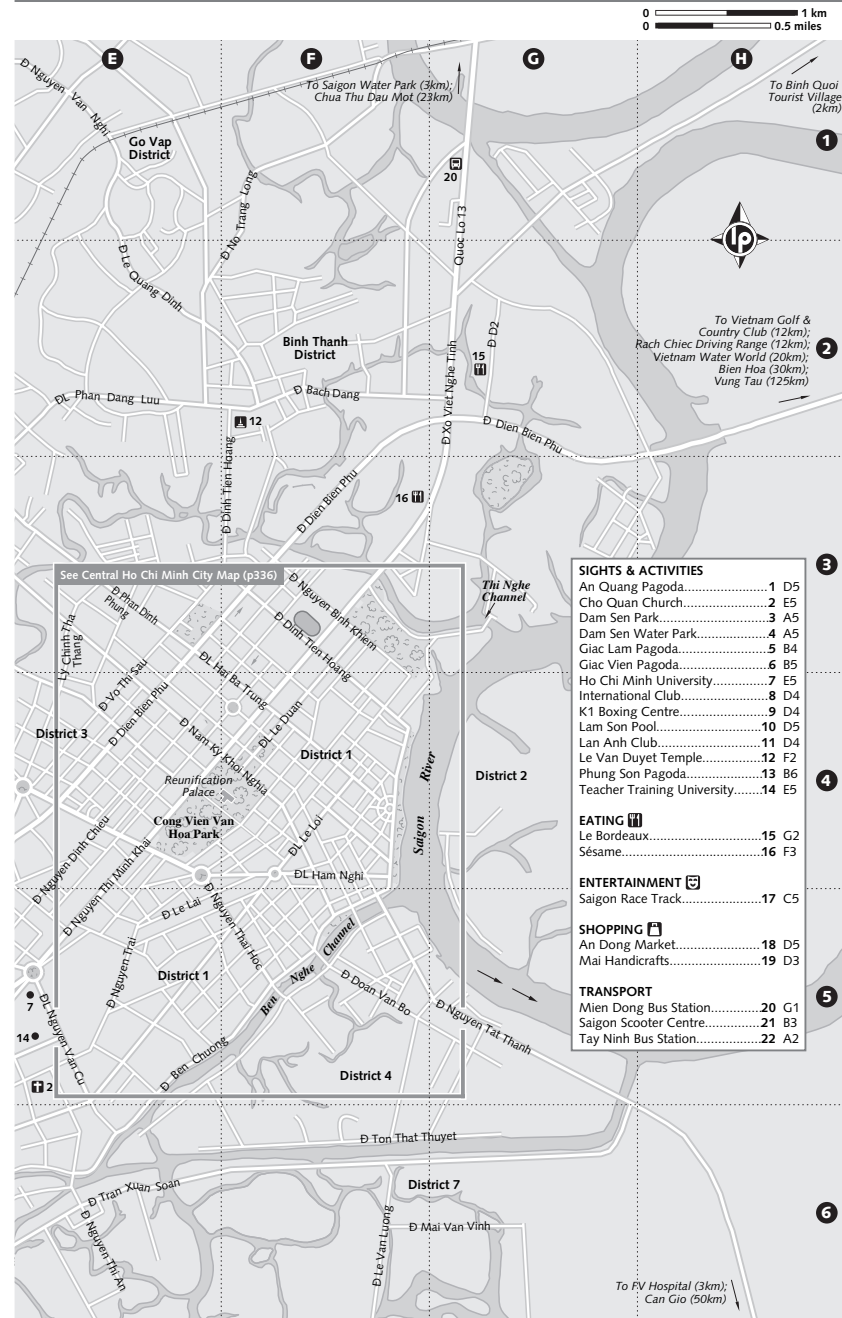 0 1 km
0 0.5 miles
E
F
G
H
To Saigon Water Park (3km);
Chua Thu Dau Mot (23km)
To Binh Quoi
Tourist Village
(2km)
Đ Nguyen Van Nghi
Go Vap
District
1
20
Đ No Trang Long
Quoc Lo 13
lp
Đ Le Quang Dinh
To Vietnam Golf &
Country Club (12km);
Rach Chiec Driving Range (12km);
Vietnam Water World (20km);
Bien Hoa (30km);
Vung Tau (125km)
2
Binh Thanh
District
Đ D2
15
Đ Xo Viet Nghe Tinh
ĐL Phan Dang Luu
Đ Bach Dang
12
Đ Dien Bien Phu
Đ Dinh Tien Hoang
Đ Dien Bien Phu
16
3
See Central Ho Chi Minh City Map (p336)
Đ Phan Dinh
Phung
Đ Nguyen Binh Khiem
Đ Dinh Tien Hoang
Thi Nghe
Channel
Ly Chinh Tha
Thang
Đ Vo Thi Sau
ĐL Hai Ba Trung
Đ Dien Bien Phu
ĐL Le Duan
District 3
Đ Nam Ky Khoi Nghia
District 1
Saigon River
District 2
4
Reunification
Palace
Cong Vien Van
Hoa Park
ĐL Le Loi
Đ Nguyen Dinh Chieu
Đ Nguyen Thi Minh Khai
ĐL Ham Nghi
Đ Le Lai
Đ Nguyen Thai Hoc
Đ Nguyen Trai
District 1
Ben Nghe Channel
Đ Doan Van Bo
Đ Nguyen Tat Thanh
5
7
14
ĐL Nguyen Van Cu
2
Đ Ben Chuong
District 4
Đ Ton That Thuyet
Đ Tran Xuan Soan
District 7
Đ Nguyen Thi An
Đ Le Van Luong
Đ Mai Van Vinh
6
To FV Hospital (3km);
Can Gio (50km)
SIGHTS & ACTIVITIES
An Quang Pagoda 1 D5
Cho Quan Church 2 E5
Dam Sen Park 3 A5
Dam Sen Water Park 4 A5
Giac Lam Pagoda 5 B4
Giac Vien Pagoda 6 B5
Ho Chi Minh University 7 E5
International Club 8 D4
K1 Boxing Centre 9 D4
Lam Son Pool 10 D5
Lan Anh Club 11 D4
Le Van Duyet Temple 12 F2
Phung Son Pagoda 13 B6
Teacher Training University 14 E5
EATING
Le Bordeaux 15 G2
Sésame 16 F3
ENTERTAINMENT
Saigon Race Track 17 C5
SHOPPING
An Dong Market 18 D5
Mai Handicrafts 19 D3
TRANSPORT
Mien Dong Bus Station 20 G1
Saigon Scooter Centre 21 B3
Tay Ninh Bus Station 22 A2